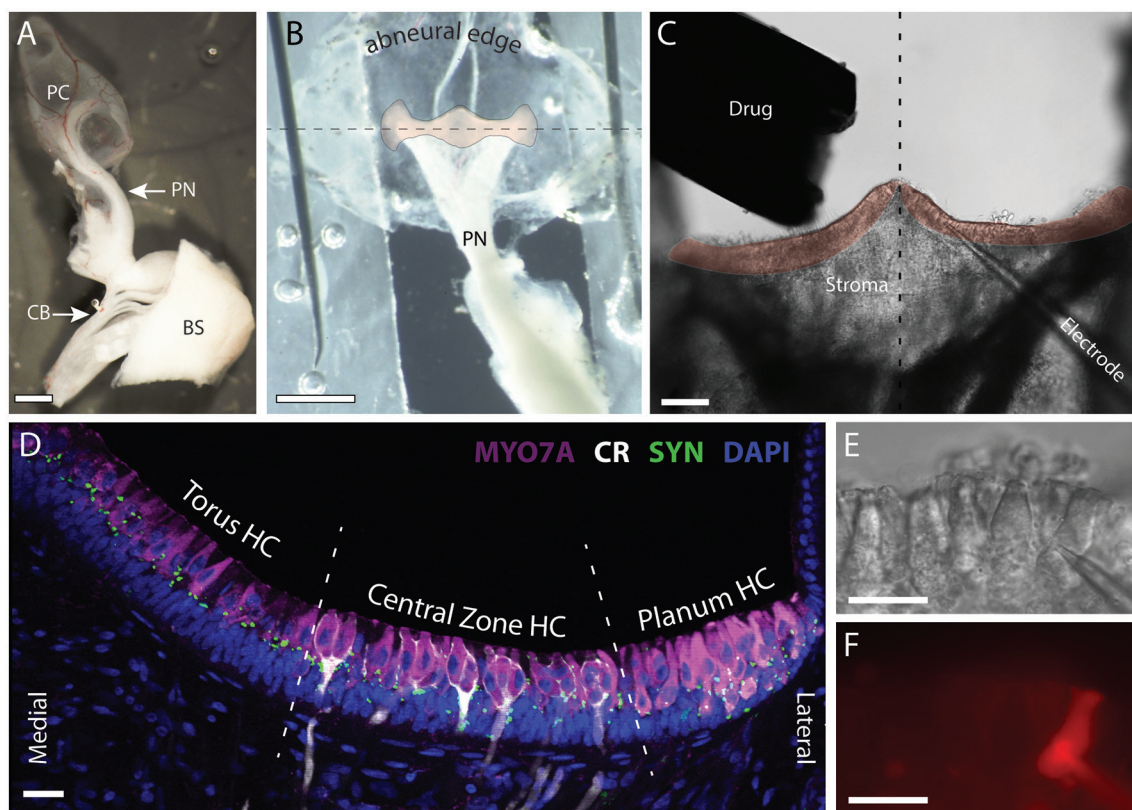 A
PC
PN
CB
BS
B
abneural edge
PN
C
Drug
Stroma
Electrode
D
MYO7A CR SYN DAPI
Torus HC
Central Zone HC
Planum HC
Medial
Lateral
E
F